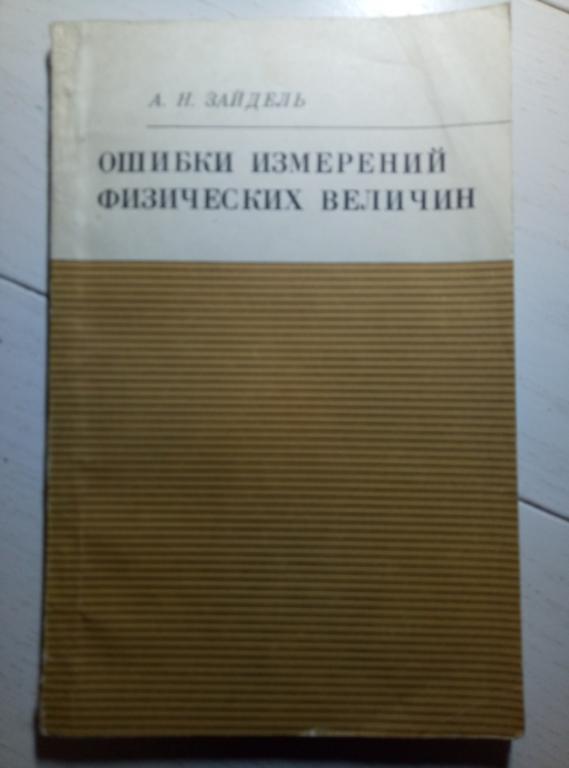 А. Н. ЗАЙДЕЛЬ
ОШИБКИ ИЗМЕРЕНИЙ
ФИЗИЧЕСКИХ ВЕЛИЧИН